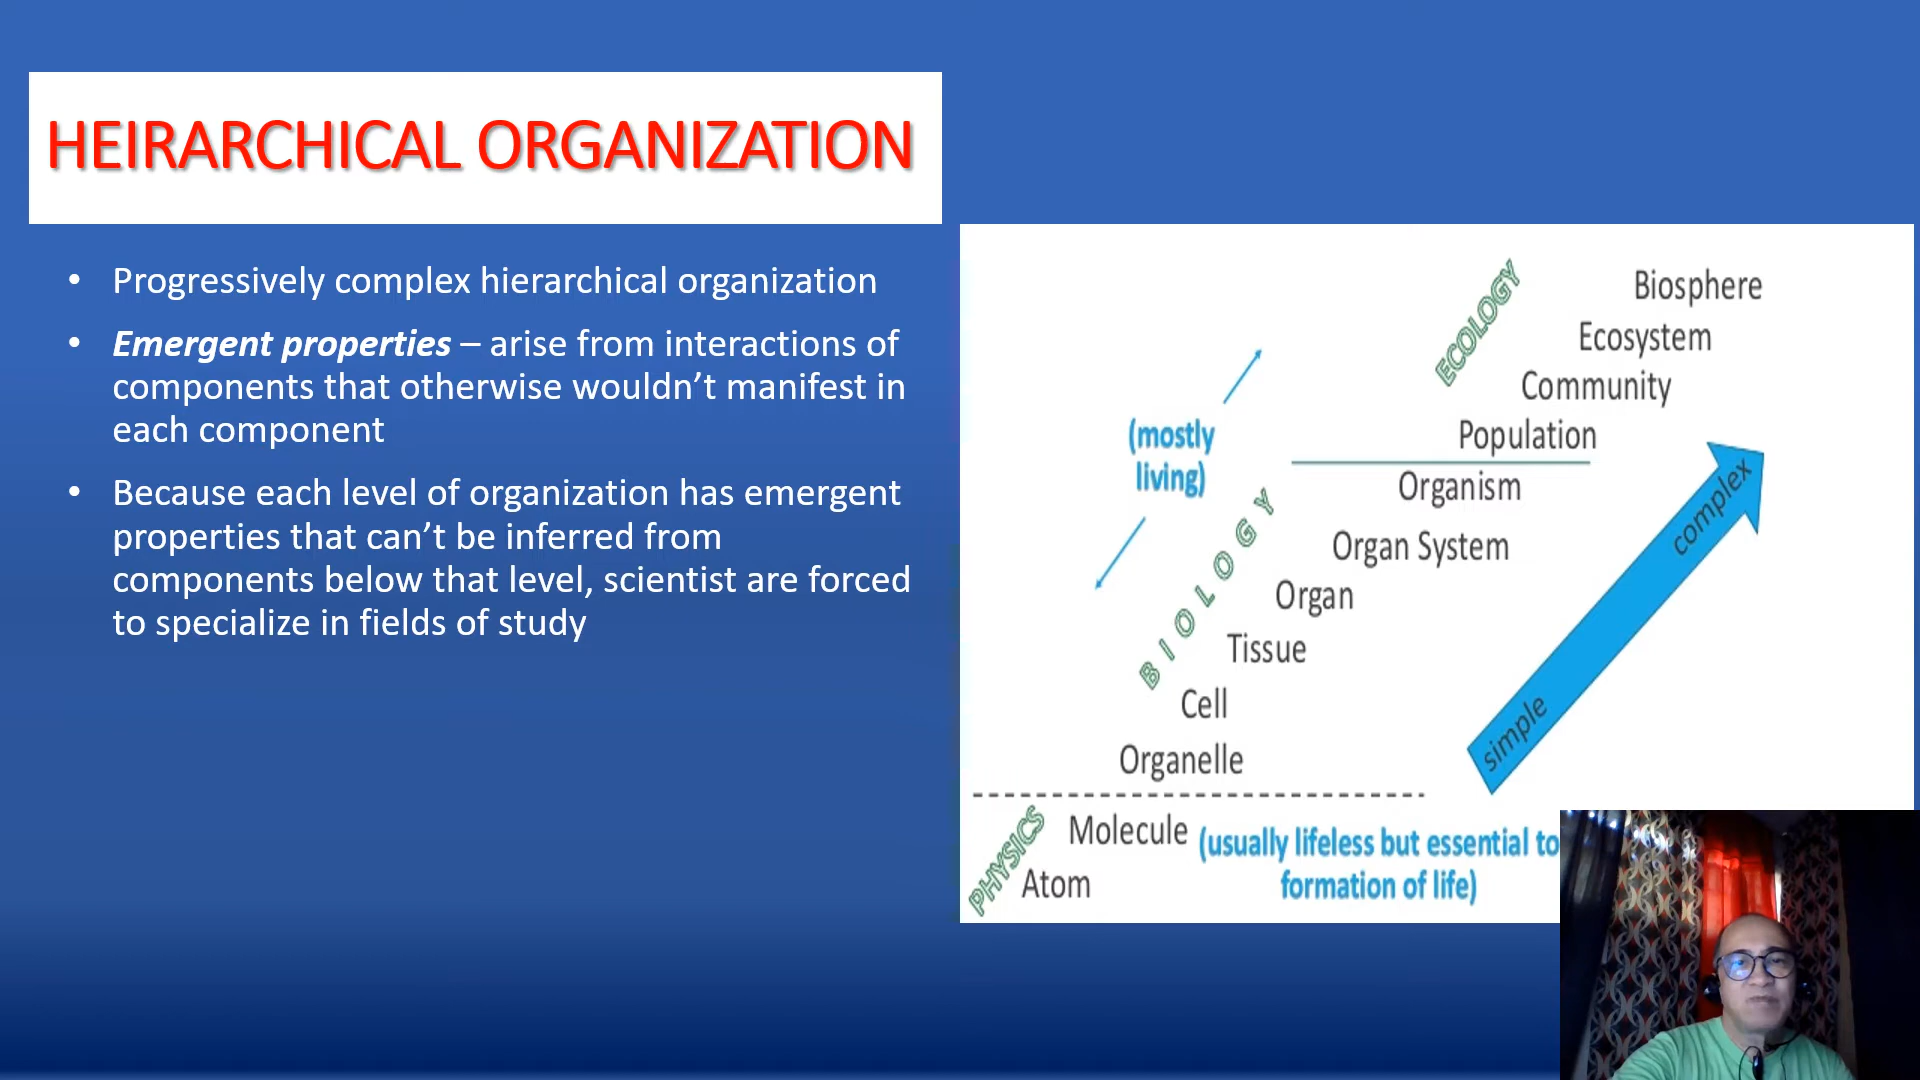 HEIRARCHICAL ORGANIZATION
• Progressively complex hierarchical organization
• Emergent properties – arise from interactions of
components that otherwise wouldn’t manifest in
each component
• Because each level of organization has emergent
properties that can’t be inferred from
components below that level, scientist are forced
to specialize in fields of study
ECOLOGY
Biosphere
Ecosystem
Community
Population
(mostly
living)
BIOLOGY
Organism
Organ System
Organ
Tissue
Cell
Organelle
complex
simple
PHYSICS
Molecule
Atom
(usually lifeless but essential to
formation of life)